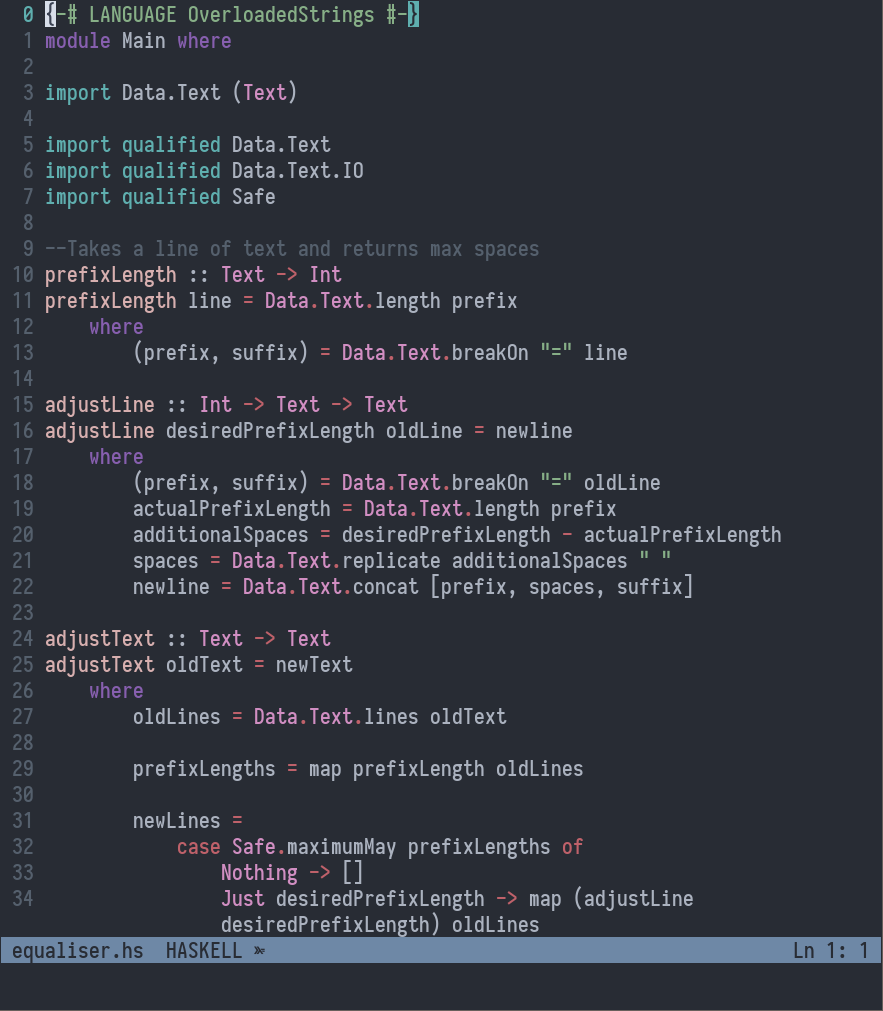 0 {-# LANGUAGE OverloadedStrings #-}
1 module Main where
2
3 import Data.Text (Text)
4
5 import qualified Data.Text
6 import qualified Data.Text.IO
7 import qualified Safe
8
9 --Takes a line of text and returns max spaces
10 prefixLength :: Text -> Int
11 prefixLength line = Data.Text.length prefix
12     where
13         (prefix, suffix) = Data.Text.breakOn "=" line
14
15 adjustLine :: Int -> Text -> Text
16 adjustLine desiredPrefixLength oldLine = newline
17     where
18         (prefix, suffix) = Data.Text.breakOn "=" oldLine
19         actualPrefixLength = Data.Text.length prefix
20         additionalSpaces = desiredPrefixLength - actualPrefixLength
21         spaces = Data.Text.replicate additionalSpaces " "
22         newline = Data.Text.concat [prefix, spaces, suffix]
23
24 adjustText :: Text -> Text
25 adjustText oldText = newText
26     where
27         oldLines = Data.Text.lines oldText
28
29         prefixLengths = map prefixLength oldLines
30
31         newLines =
32             case Safe.maximumMay prefixLengths of
33                 Nothing -> []
34                 Just desiredPrefixLength -> map (adjustLine
                desiredPrefixLength) oldLines
equaliser.hs  HASKELL  Ln 1: 1